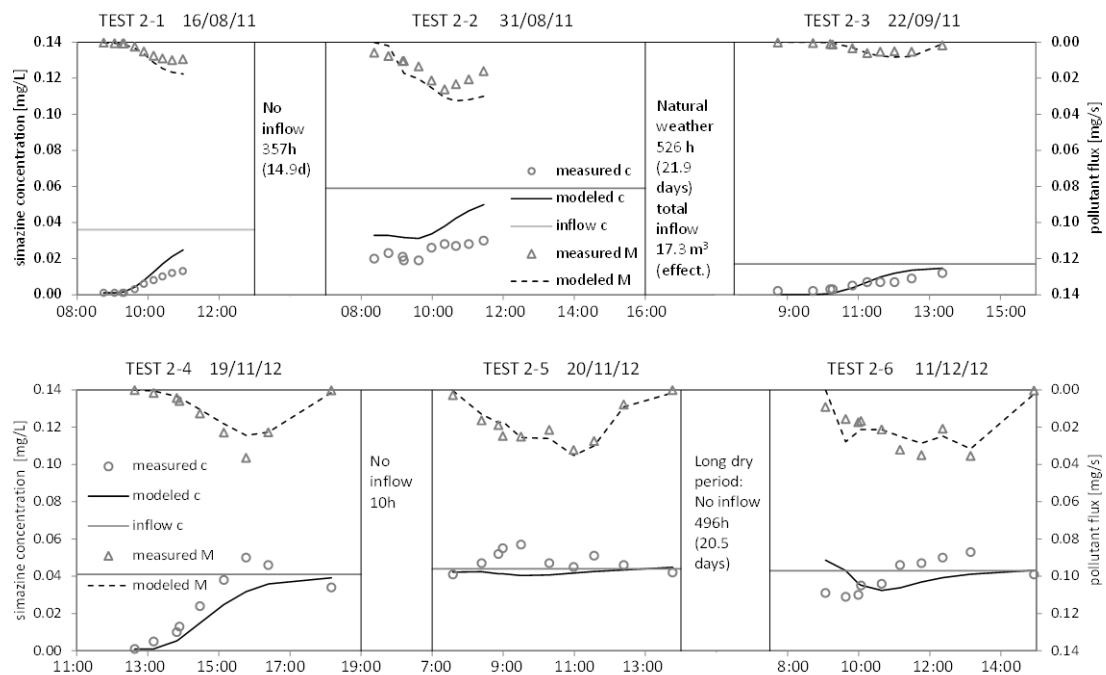 TEST 2-1 16/08/11
TEST 2-2 31/08/11
TEST 2-3 22/09/11
simazine concentration [mg/L]
0.14
0.12
0.10
0.08
0.06
0.04
0.02
0.00
08:00 10:00 12:00
No
inflow
357h
(14.9d)
08:00 10:00 12:00 14:00 16:00
measured c
modeled c
inflow c
measured M
modeled M
Natural
weather
526 h
(21.9
days)
total
inflow
17.3 m³
(effect.)
9:00 11:00 13:00 15:00
0.00
0.02
0.04
0.06
0.08
0.10
0.12
0.14
pollutant flux [mg/s]
TEST 2-4 19/11/12
TEST 2-5 20/11/12
TEST 2-6 11/12/12
simazine concentration [mg/L]
0.14
0.12
0.10
0.08
0.06
0.04
0.02
0.00
measured c
modeled c
inflow c
measured M
modeled M
11:00 13:00 15:00 17:00 19:00
No
inflow
10h
7:00 9:00 11:00 13:00
Long dry
period:
No inflow
496h
(20.5
days)
8:00 10:00 12:00 14:00
0.00
0.02
0.04
0.06
0.08
0.10
0.12
0.14
pollutant flux [mg/s]